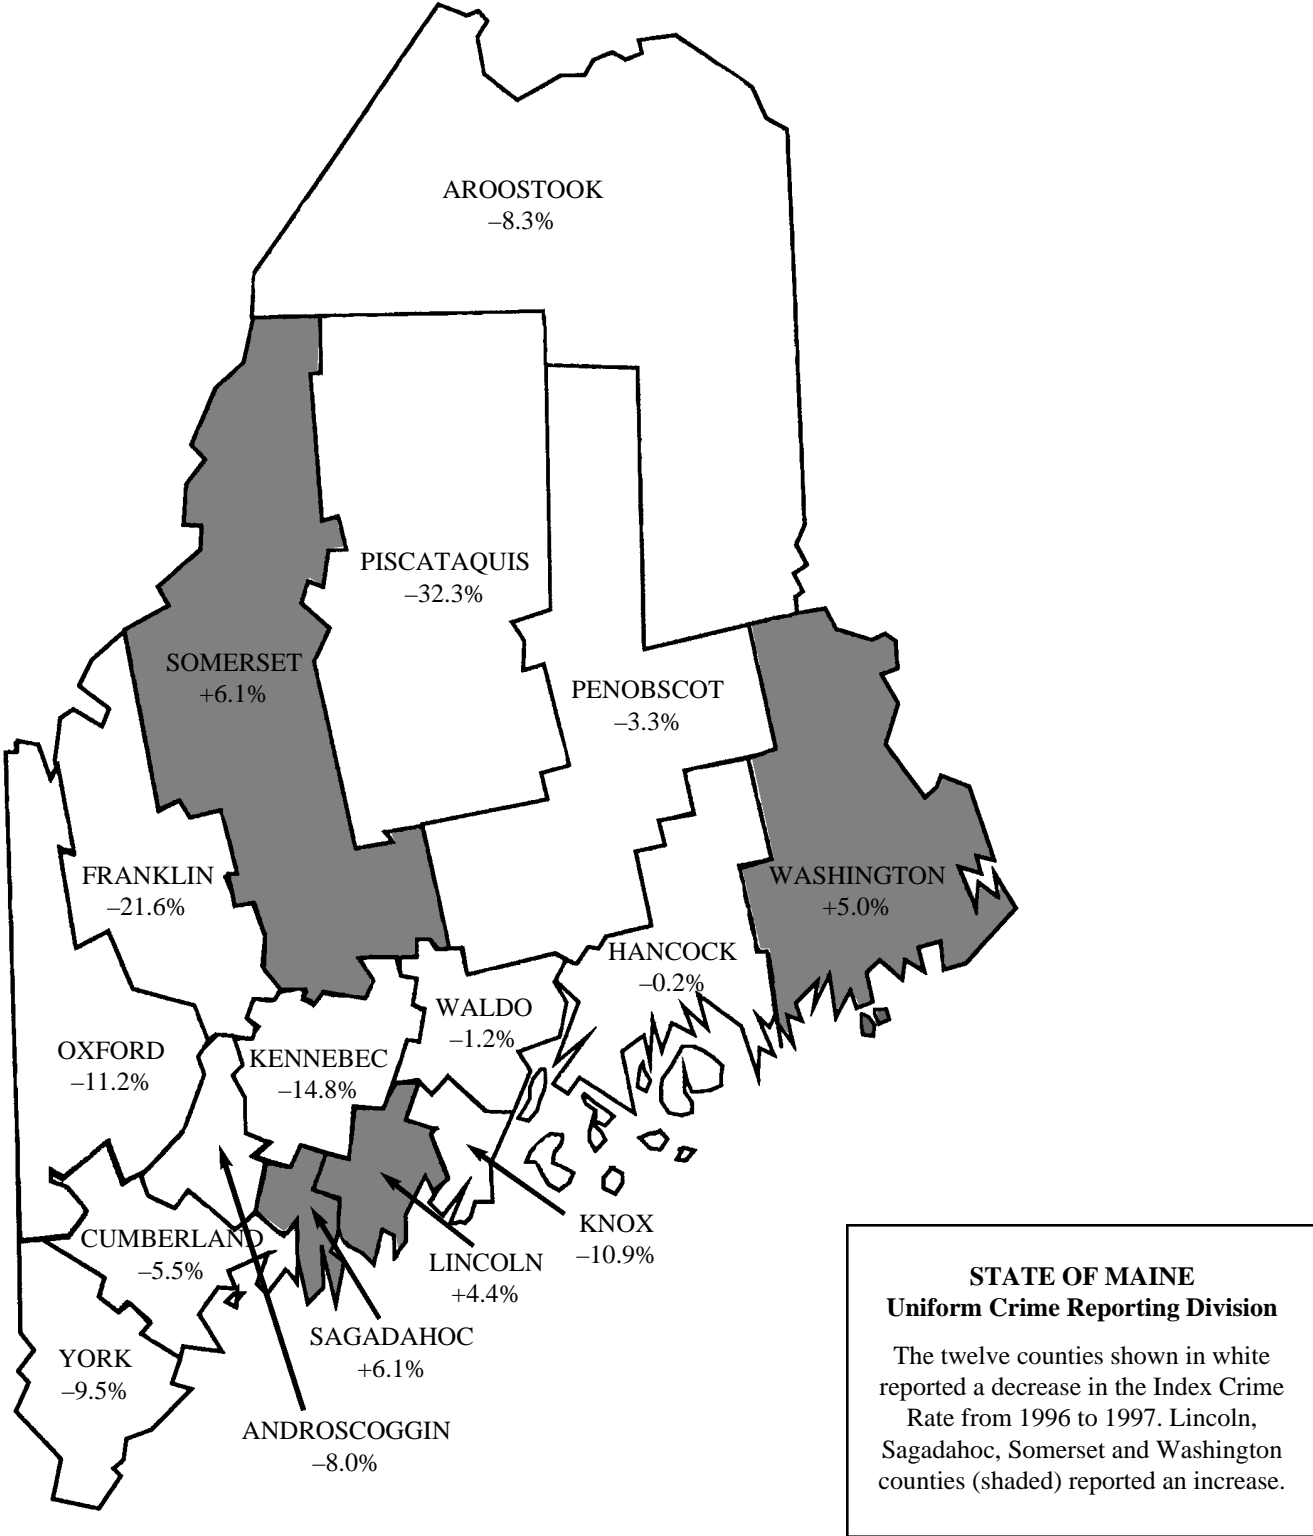 AROOSTOOK
–8.3%
PISCATAQUIS
–32.3%
SOMERSET
+6.1%
PENOBSCOT
–3.3%
FRANKLIN
–21.6%
WASHINGTON
+5.0%
HANCOCK
–0.2%
WALDO
–1.2%
OXFORD
–11.2%
KENNEBEC
–14.8%
KNOX
–10.9%
CUMBERLAND
–5.5%
LINCOLN
+4.4%
SAGADAHOC
+6.1%
YORK
–9.5%
ANDROSCOGGIN
–8.0%
STATE OF MAINE
Uniform Crime Reporting Division
The twelve counties shown in white
reported a decrease in the Index Crime
Rate from 1996 to 1997. Lincoln,
Sagadahoc, Somerset and Washington
counties (shaded) reported an increase.